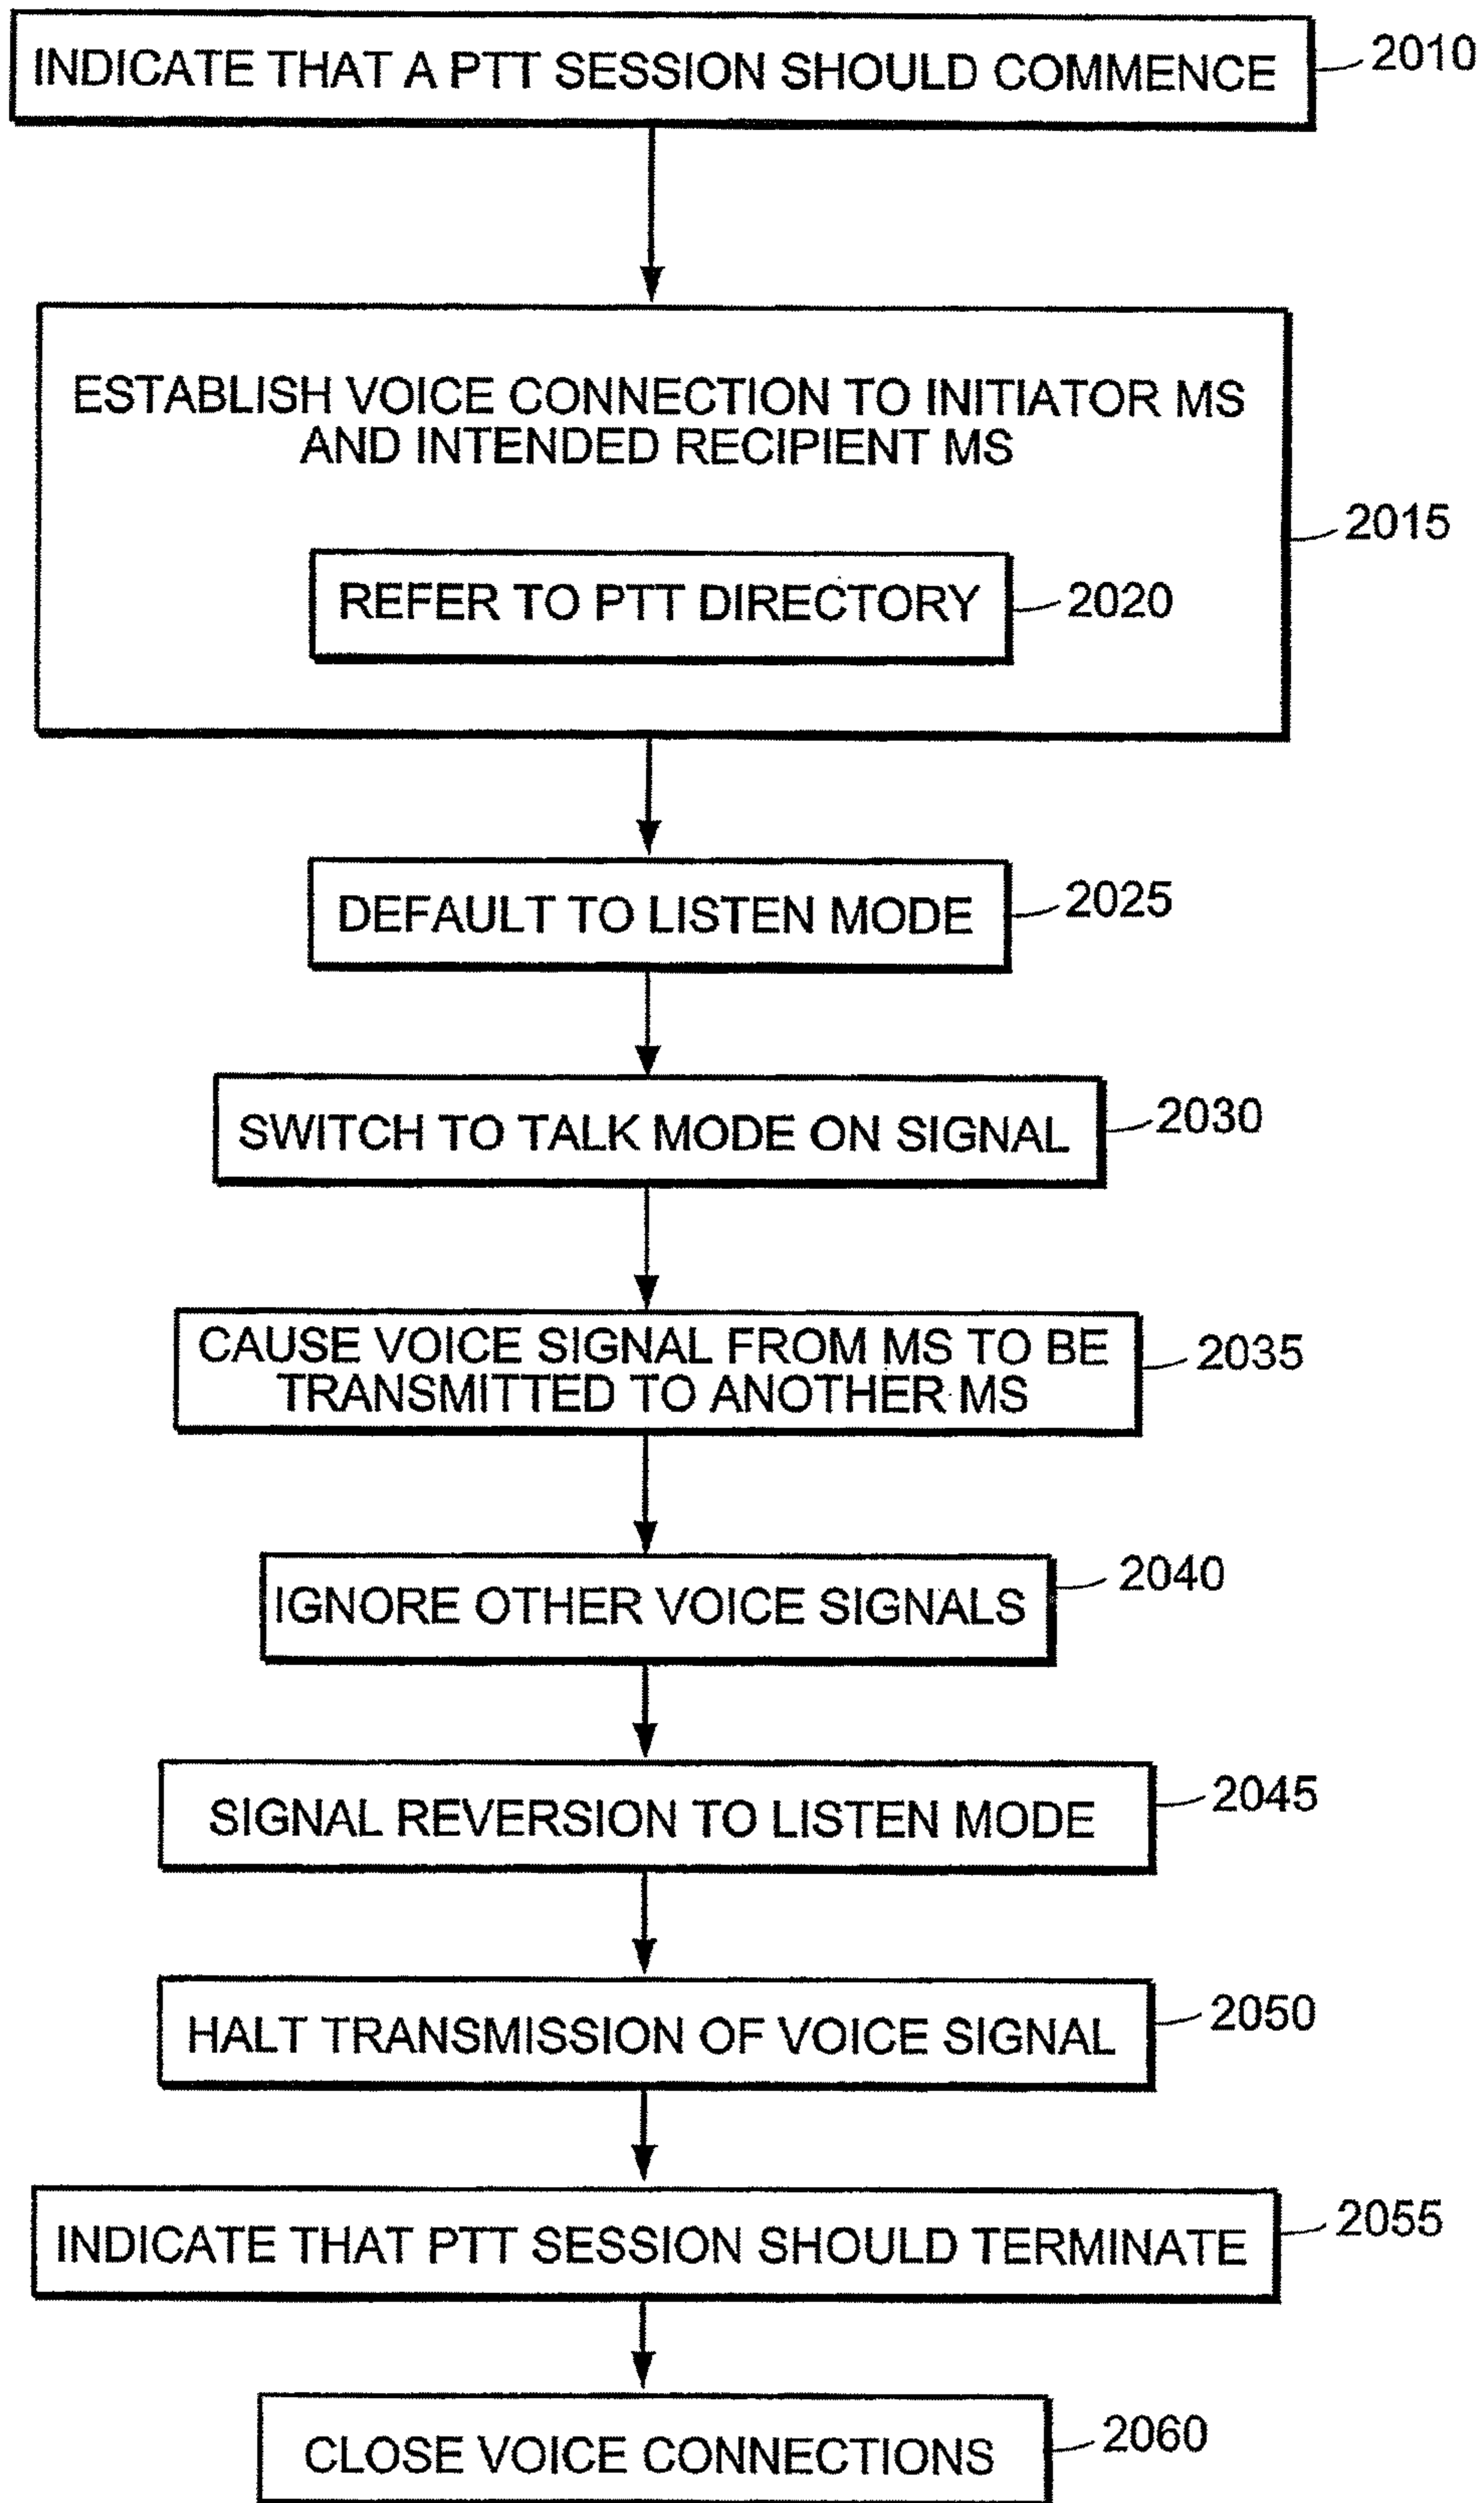 INDICATE THAT A PTT SESSION SHOULD COMMENCE
2010
ESTABLISH VOICE CONNECTION TO INITIATOR MS
AND INTENDED RECIPIENT MS
2015
REFER TO PTT DIRECTORY
2020
DEFAULT TO LISTEN MODE
2025
SWITCH TO TALK MODE ON SIGNAL
2030
CAUSE VOICE SIGNAL FROM MS TO BE
TRANSMITTED TO ANOTHER MS
2035
IGNORE OTHER VOICE SIGNALS
2040
SIGNAL REVERSION TO LISTEN MODE
2045
HALT TRANSMISSION OF VOICE SIGNAL
2050
INDICATE THAT PTT SESSION SHOULD TERMINATE
2055
CLOSE VOICE CONNECTIONS
2060